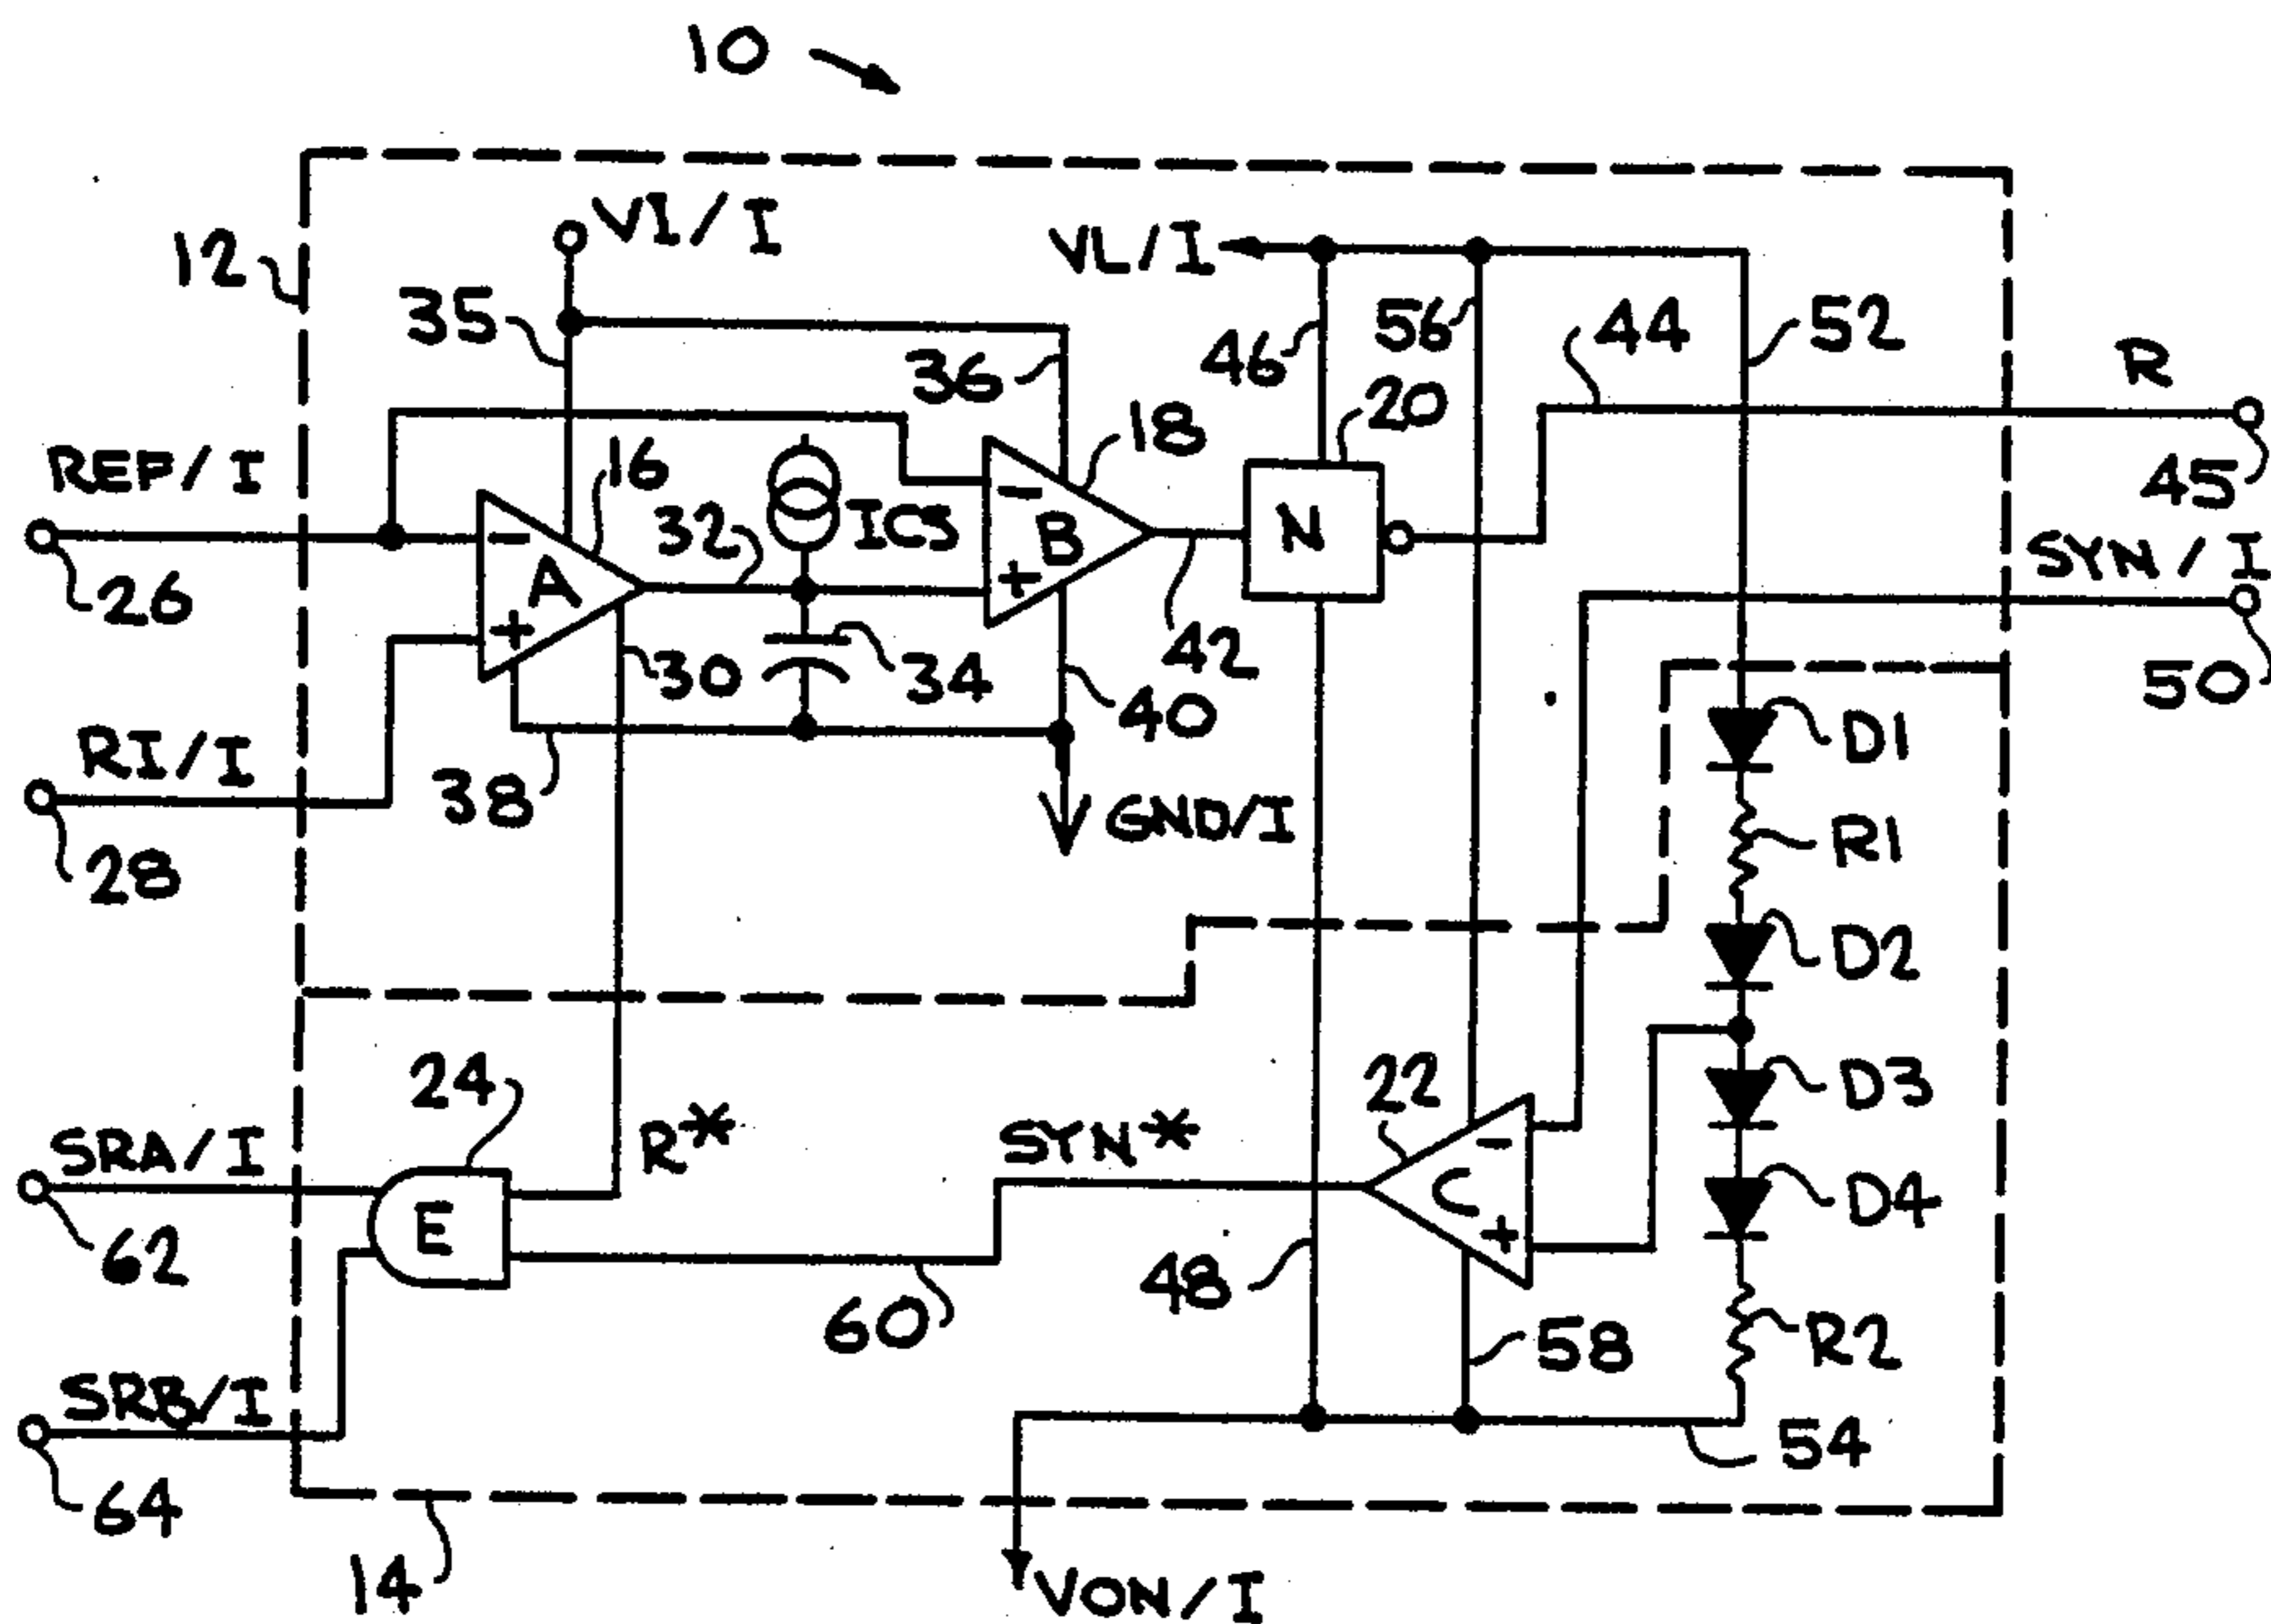 10
12
VI/I
VL/I
35
36
46
56
44
52
R
20
18
45
REF/I
16
ICS
32
A
-
+
B
-
+
N
SYN/I
26
30
34
42
40
50
RI/I
38
GND/I
D1
28
R1
D2
24
22
D3
SRA/I
R*
SYN*
E
C
-
+
D4
62
60
48
58
R2
SRB/I
54
64
14
VON/I